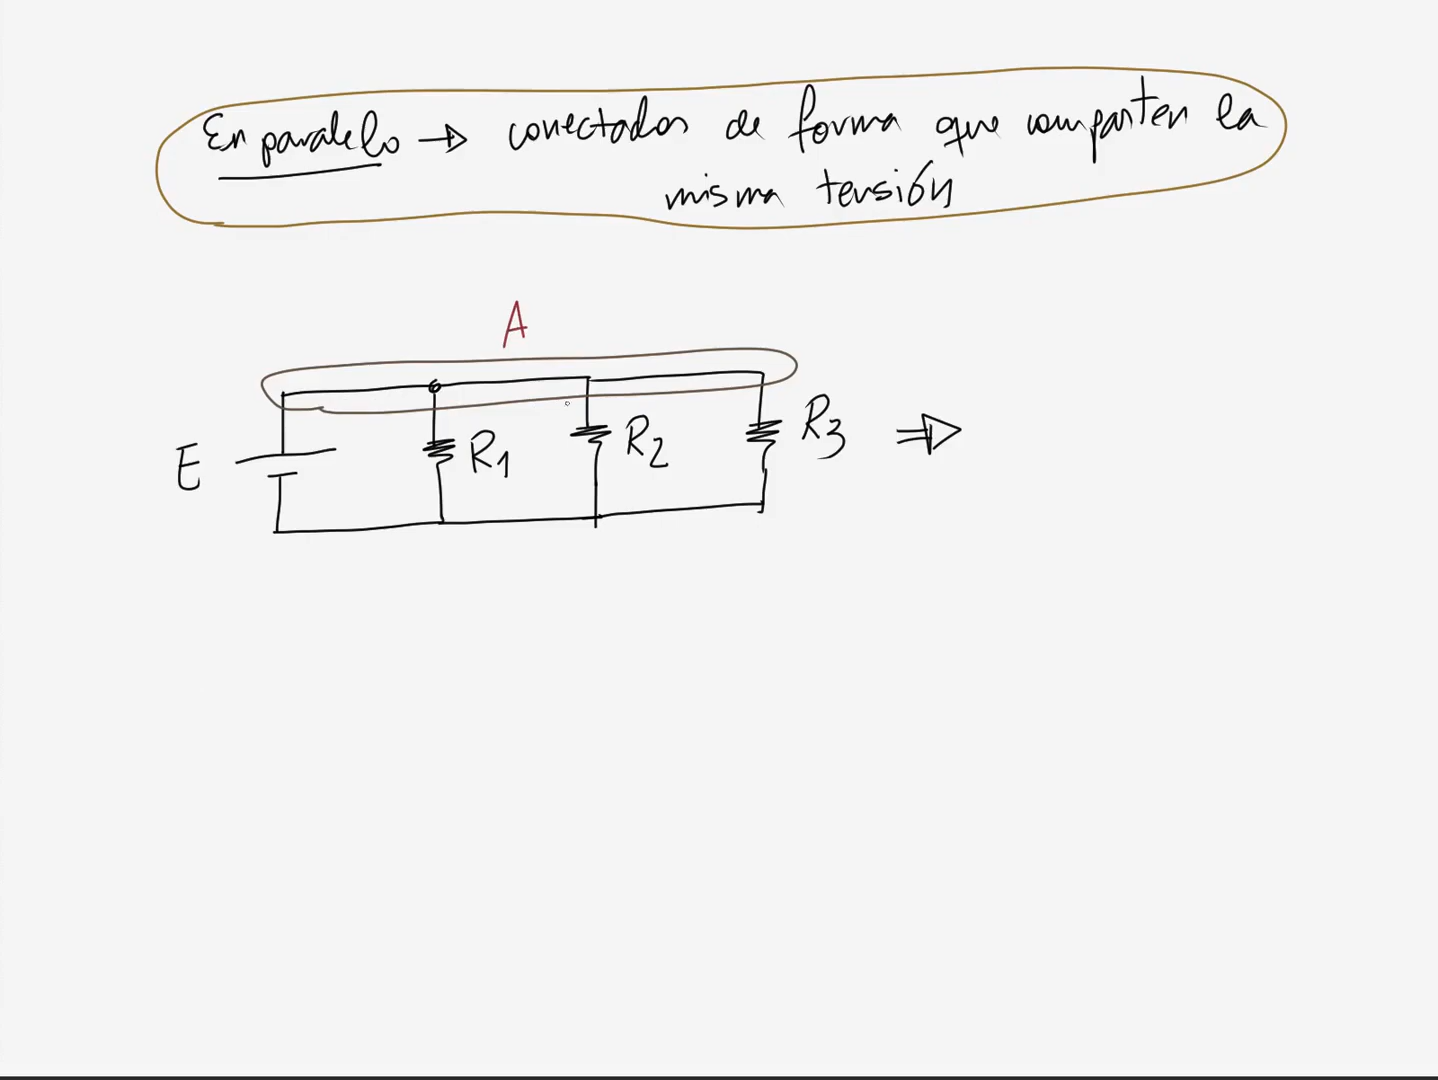 En paralelo → conectados de forma que comparten la
misma tensión
A
E R1 R2 R3 ⇒